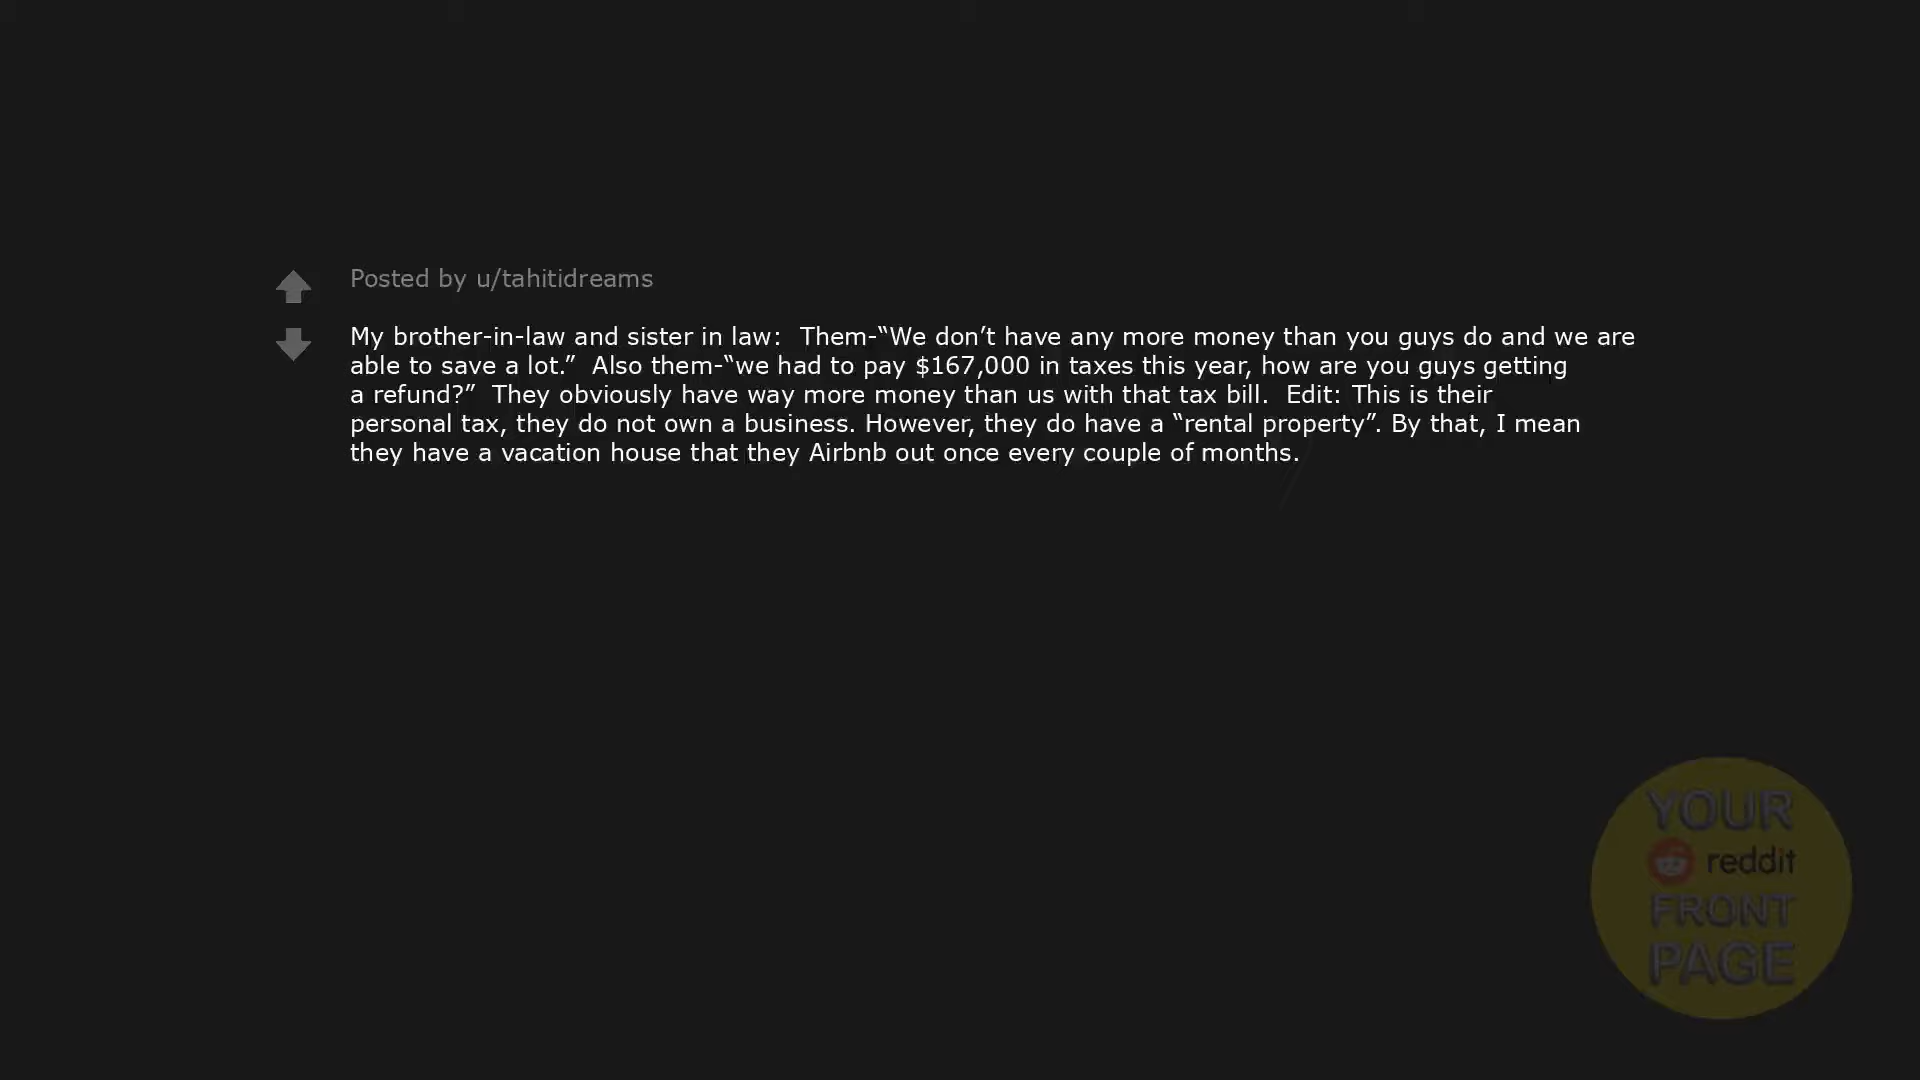 Posted by u/tahitidreams
My brother-in-law and sister in law:  Them-“We don’t have any more money than you guys do and we are
able to save a lot.”  Also them-“we had to pay $167,000 in taxes this year, how are you guys getting
a refund?”  They obviously have way more money than us with that tax bill.  Edit: This is their
personal tax, they do not own a business. However, they do have a “rental property”. By that, I mean
they have a vacation house that they Airbnb out once every couple of months.
YOUR
reddit
FRONT
PAGE